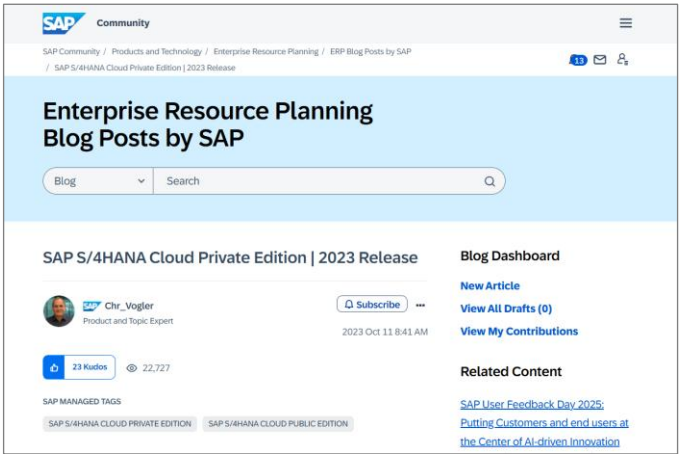 SAP Community
SAP Community / Products and Technology / Enterprise Resource Planning / ERP Blog Posts by SAP
/ SAP S/4HANA Cloud Private Edition | 2023 Release
13
Enterprise Resource Planning
Blog Posts by SAP
Blog Search
SAP S/4HANA Cloud Private Edition | 2023 Release
SAP Chr_Vogler
Product and Topic Expert
Subscribe
2023 Oct 11 8:41 AM
23 Kudos 22,727
SAP MANAGED TAGS
SAP S/4HANA CLOUD PRIVATE EDITION SAP S/4HANA CLOUD PUBLIC EDITION
Blog Dashboard
New Article
View All Drafts (0)
View My Contributions
Related Content
SAP User Feedback Day 2025:
Putting Customers and end users at
the Center of AI-driven Innovation